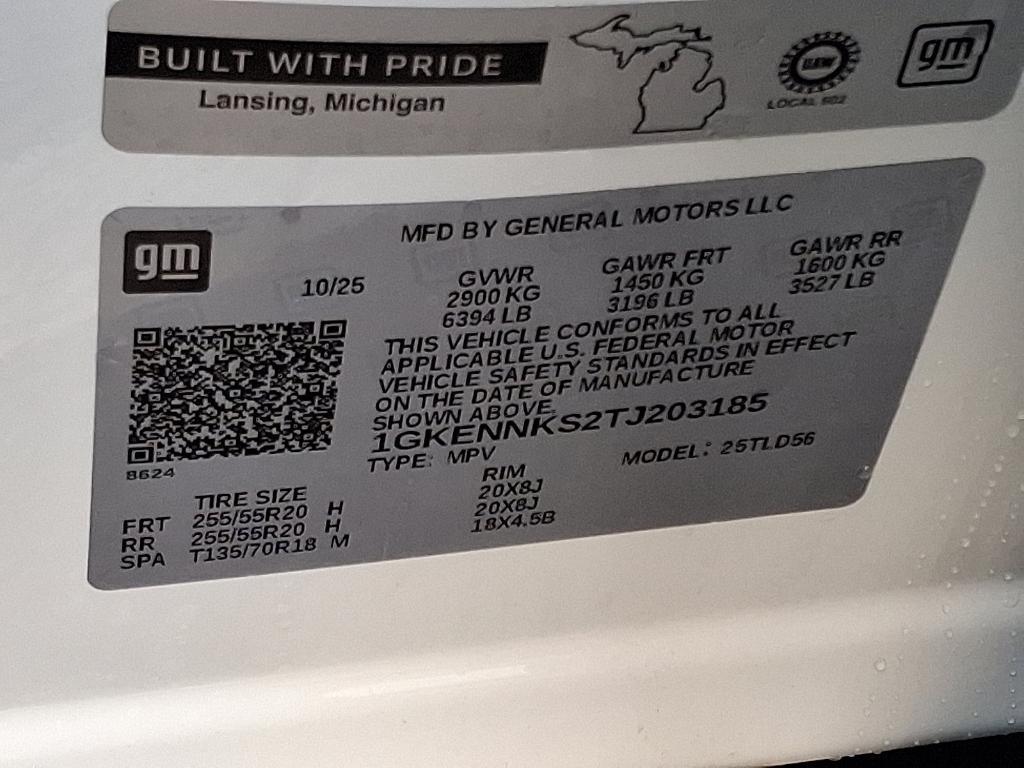 BUILT WITH PRIDE
Lansing, Michigan
UAW
LOCAL 602
gm
gm
MFD BY GENERAL MOTORS LLC
10/25
GVWR
2900 KG
6394 LB
GAWR FRT
1450 KG
3196 LB
GAWR RR
1600 KG
3527 LB
THIS VEHICLE CONFORMS TO ALL
APPLICABLE U.S. FEDERAL MOTOR
VEHICLE SAFETY STANDARDS IN EFFECT
ON THE DATE OF MANUFACTURE
SHOWN ABOVE.
1GKENNKS2TJ203185
TYPE: MPV
MODEL: 25TLD56
8624
TIRE SIZE RIM
FRT 255/55R20 H 20X8J
RR 255/55R20 H 20X8J
SPA T135/70R18 M 18X4.5B